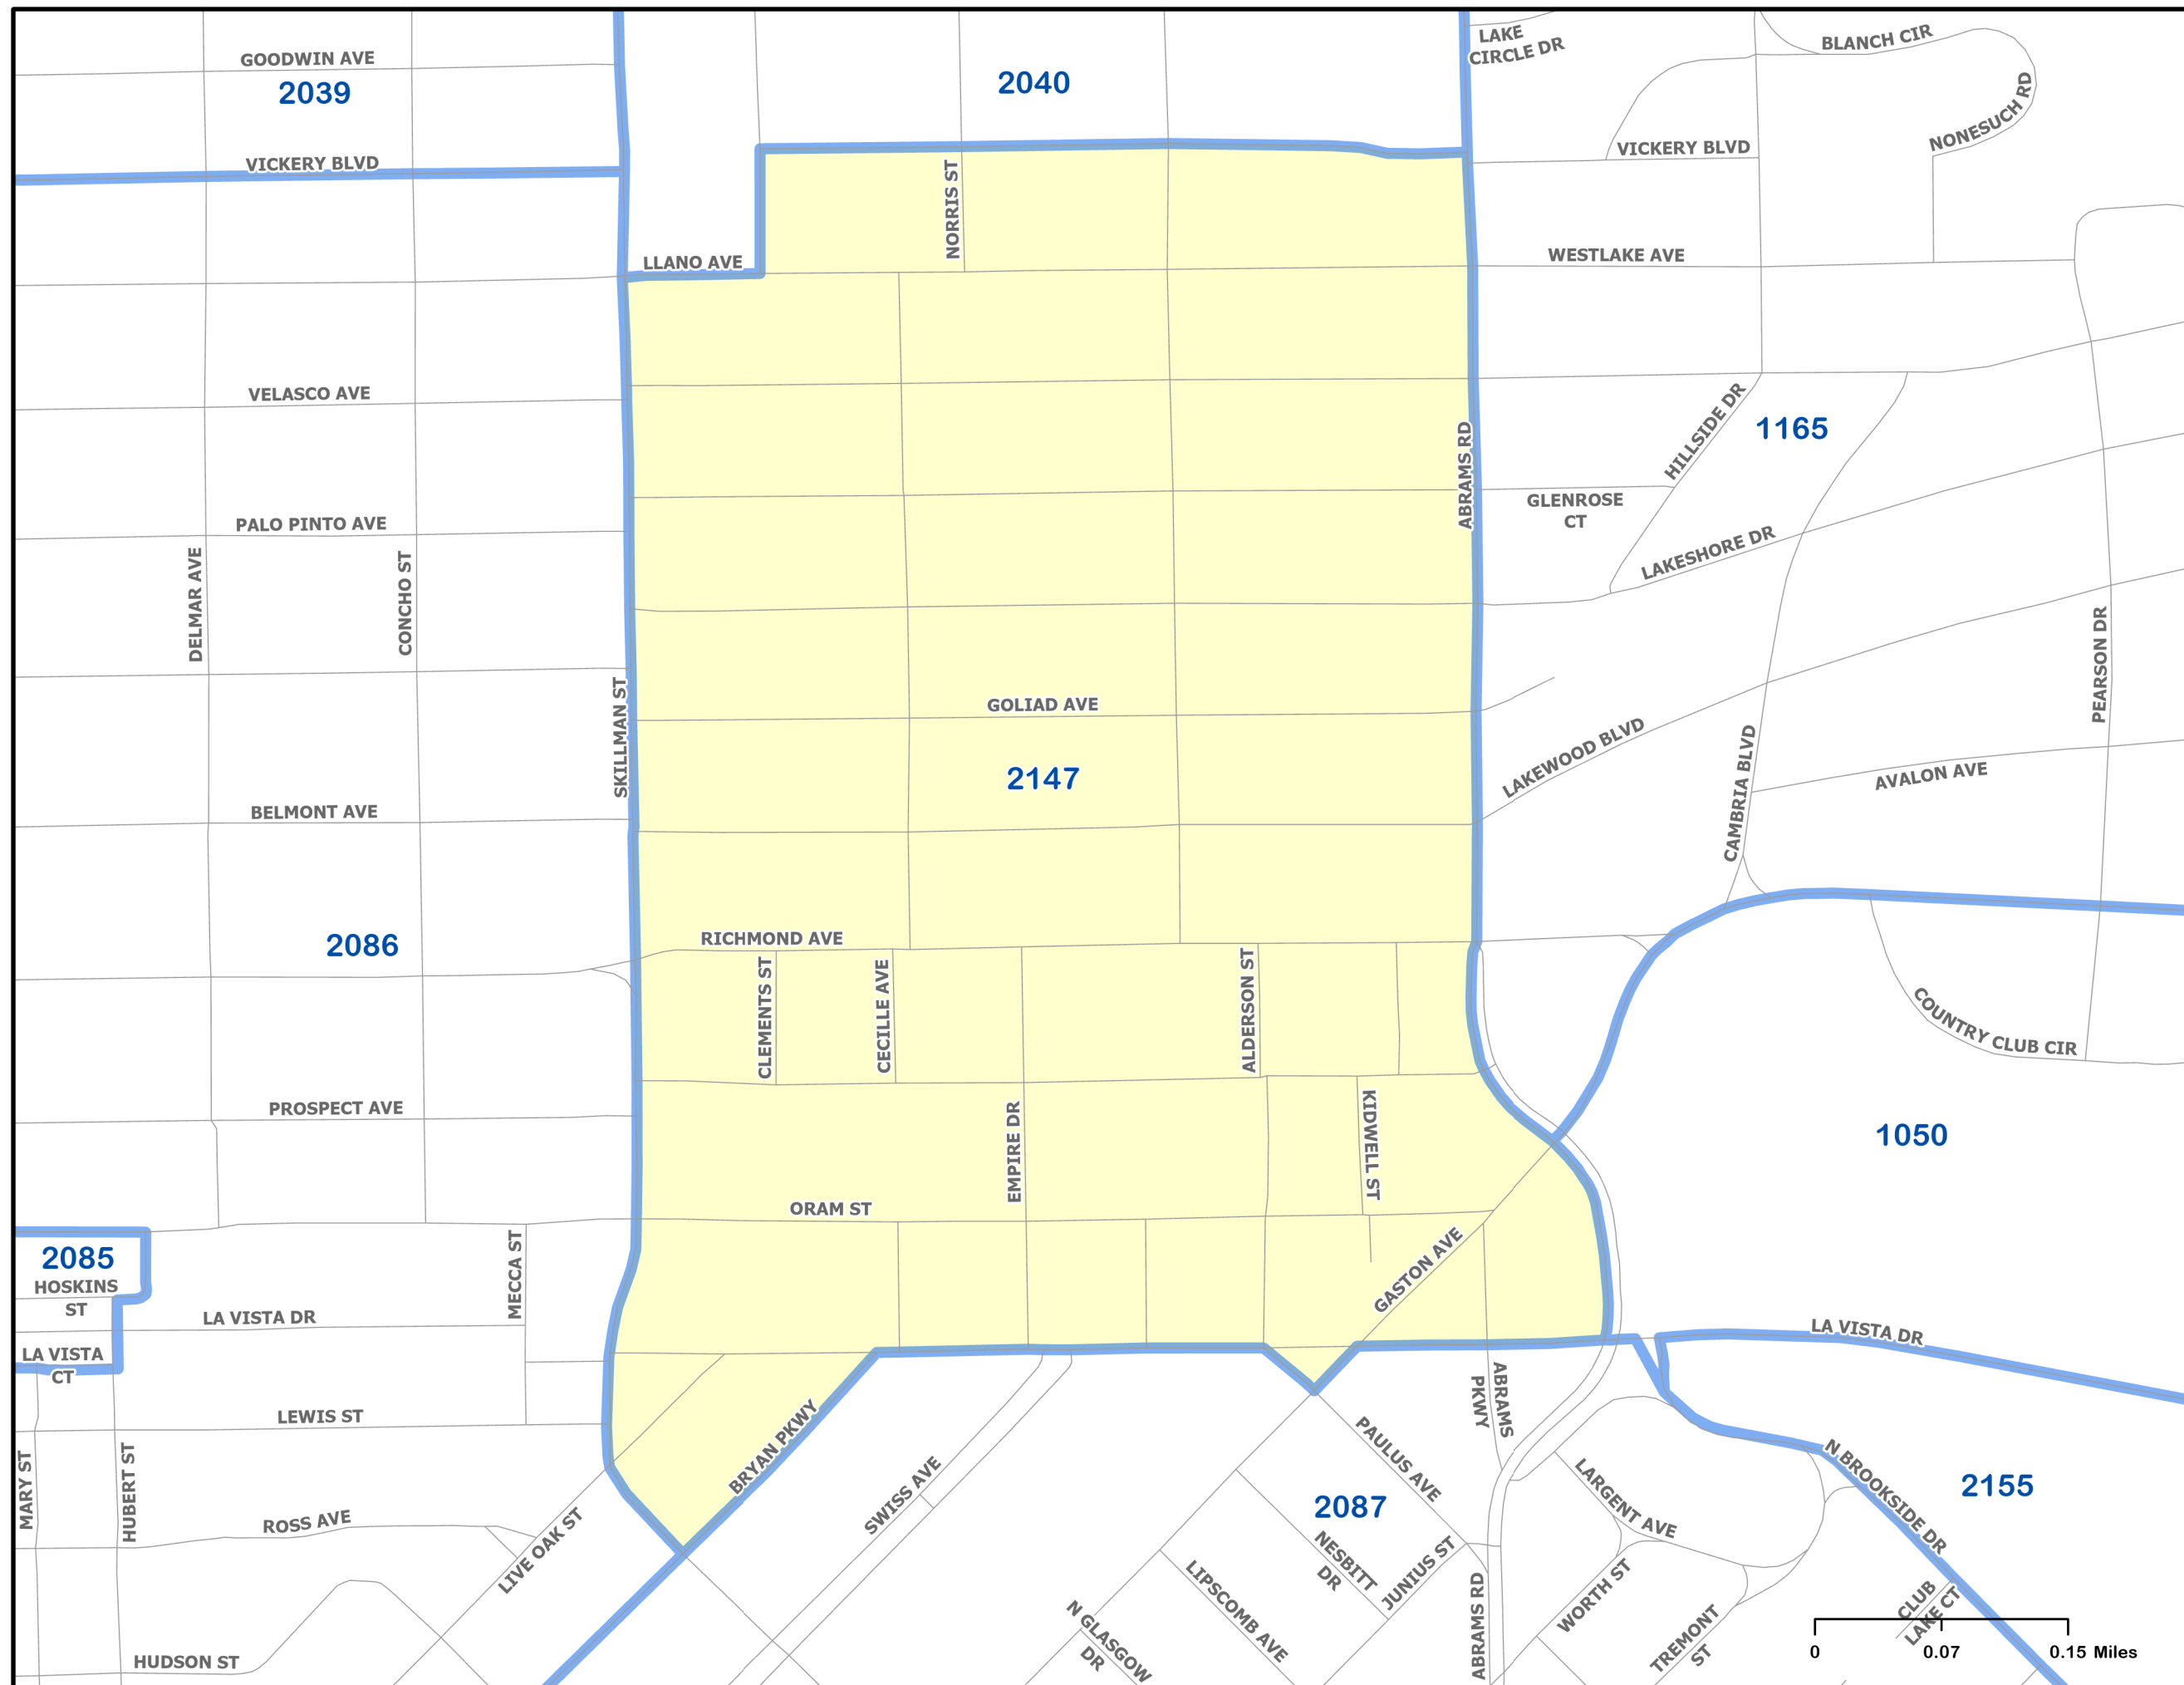 GOODWIN AVE
2039
2040
LAKE
CIRCLE DR
BLANCH CIR
NONESUCH RD
VICKERY BLVD
VICKERY BLVD
NORRIS ST
LLANO AVE
WESTLAKE AVE
VELASCO AVE
HILLSIDE DR
1165
ABRAMS RD
GLENROSE
CT
PALO PINTO AVE
LAKESHORE DR
DELMAR AVE
CONCHO ST
PEARSON DR
SKILLMAN ST
GOLIAD AVE
2147
LAKEWOOD BLVD
CAMBRIA BLVD
AVALON AVE
BELMONT AVE
2086
RICHMOND AVE
CLEMENTS ST
CECILLE AVE
ALDERSON ST
COUNTRY CLUB CIR
PROSPECT AVE
EMPIRE DR
KIDWELL ST
1050
ORAM ST
2085
HOSKINS
ST
MECCA ST
GASTON AVE
LA VISTA DR
LA VISTA DR
LA VISTA
CT
LEWIS ST
BRYAN PKWY
ABRAMS
PKWY
PAULUS AVE
MARY ST
HUBERT ST
ROSS AVE
LIVE OAK ST
SWISS AVE
2087
LARGENT AVE
N BROOKSIDE DR
2155
NESBITT
DR
JUNIUS ST
LIPSCOMB AVE
WORTH ST
N GLASGOW
DR
ABRAMS RD
TREMONT
ST
CLUB
LAKE CT
HUDSON ST
0 0.07 0.15 Miles